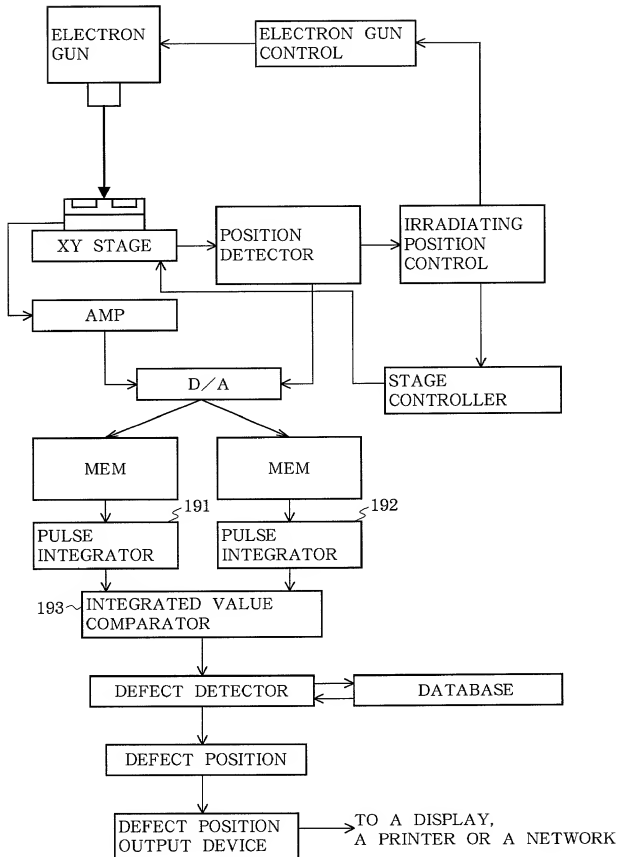 ELECTRON
GUN
ELECTRON GUN
CONTROL
XY STAGE
POSITION
DETECTOR
IRRADIATING
POSITION
CONTROL
AMP
D/A
STAGE
CONTROLLER
MEM
MEM
191
192
PULSE
INTEGRATOR
PULSE
INTEGRATOR
193
INTEGRATED VALUE
COMPARATOR
DEFECT DETECTOR
DATABASE
DEFECT POSITION
DEFECT POSITION
OUTPUT DEVICE
TO A DISPLAY,
A PRINTER OR A NETWORK